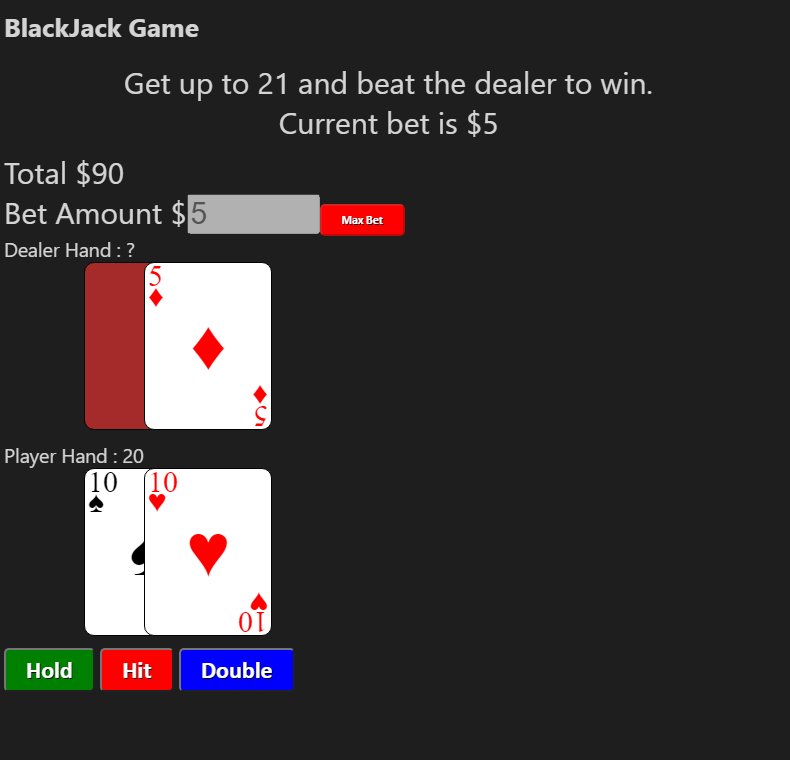 BlackJack Game
Get up to 21 and beat the dealer to win.
Current bet is $5
Total $90
Bet Amount $5 Max Bet
Dealer Hand : ?
5♦
♦
5♦
Player Hand : 20
10♠ 10♥
♠ ♥
10♥
Hold Hit Double